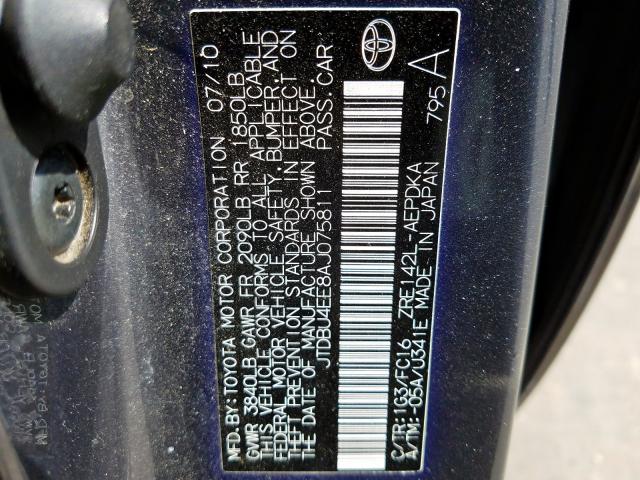 MFD. BY: TOYOTA MOTOR CORPORATION 07/10
GVWR 3840LB GAWR FR 2090LB RR 1850LB
THIS VEHICLE CONFORMS TO ALL APPLICABLE
FEDERAL MOTOR VEHICLE SAFETY, BUMPER, AND
THEFT PREVENTION STANDARDS IN EFFECT ON
THE DATE OF MANUFACTURE SHOWN ABOVE.
JTDBU4EE8AJ075811 PASS. CAR
C/TR: 1G3/FC16 ZRE142L-AEPDKA
A/TM: -05A/U341E MADE IN JAPAN 795 A